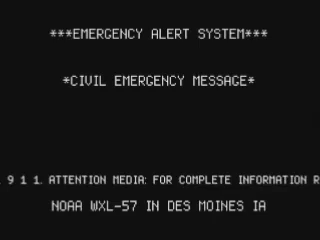 ***EMERGENCY ALERT SYSTEM***
*CIVIL EMERGENCY MESSAGE*
9 1 1. ATTENTION MEDIA: FOR COMPLETE INFORMATION R
NOAA WXL-57 IN DES MOINES IA